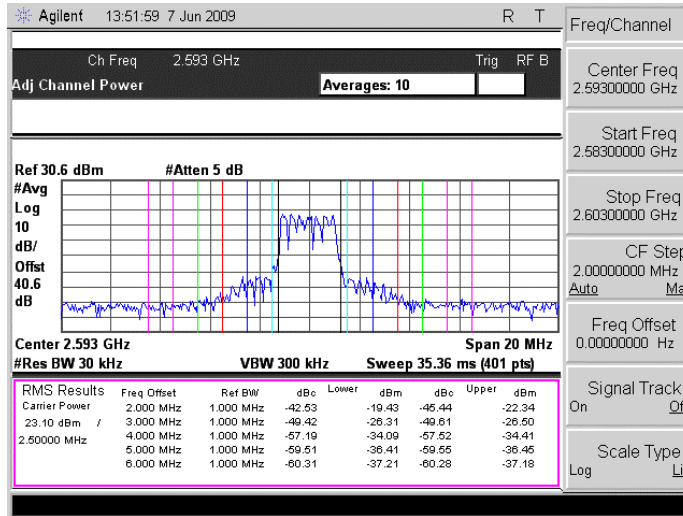 Agilent 13:51:59 7 Jun 2009 R T
Ch Freq 2.593 GHz Trig RF B
Adj Channel Power Averages: 10
Ref 30.6 dBm #Atten 5 dB
#Avg
Log
10
dB/
Offst
40.6
dB
Center 2.593 GHz Span 20 MHz
#Res BW 30 kHz VBW 300 kHz Sweep 35.36 ms (401 pts)
RMS Results Freq Offset Ref BW dBc Lower dBm dBc Upper dBm
Carrier Power 2.000 MHz 1.000 MHz -42.53 -19.43 -45.44 -22.34
23.10 dBm / 3.000 MHz 1.000 MHz -49.42 -26.31 -49.61 -26.50
2.50000 MHz 4.000 MHz 1.000 MHz -57.19 -34.09 -57.52 -34.41
5.000 MHz 1.000 MHz -59.51 -36.41 -59.55 -36.45
6.000 MHz 1.000 MHz -60.31 -37.21 -60.28 -37.18
Freq/Channel
Center Freq
2.59300000 GHz
Start Freq
2.58300000 GHz
Stop Freq
2.60300000 GHz
CF Step
2.00000000 MHz
Auto Ma
Freq Offset
0.00000000 Hz
Signal Track
On Of
Scale Type
Log Li